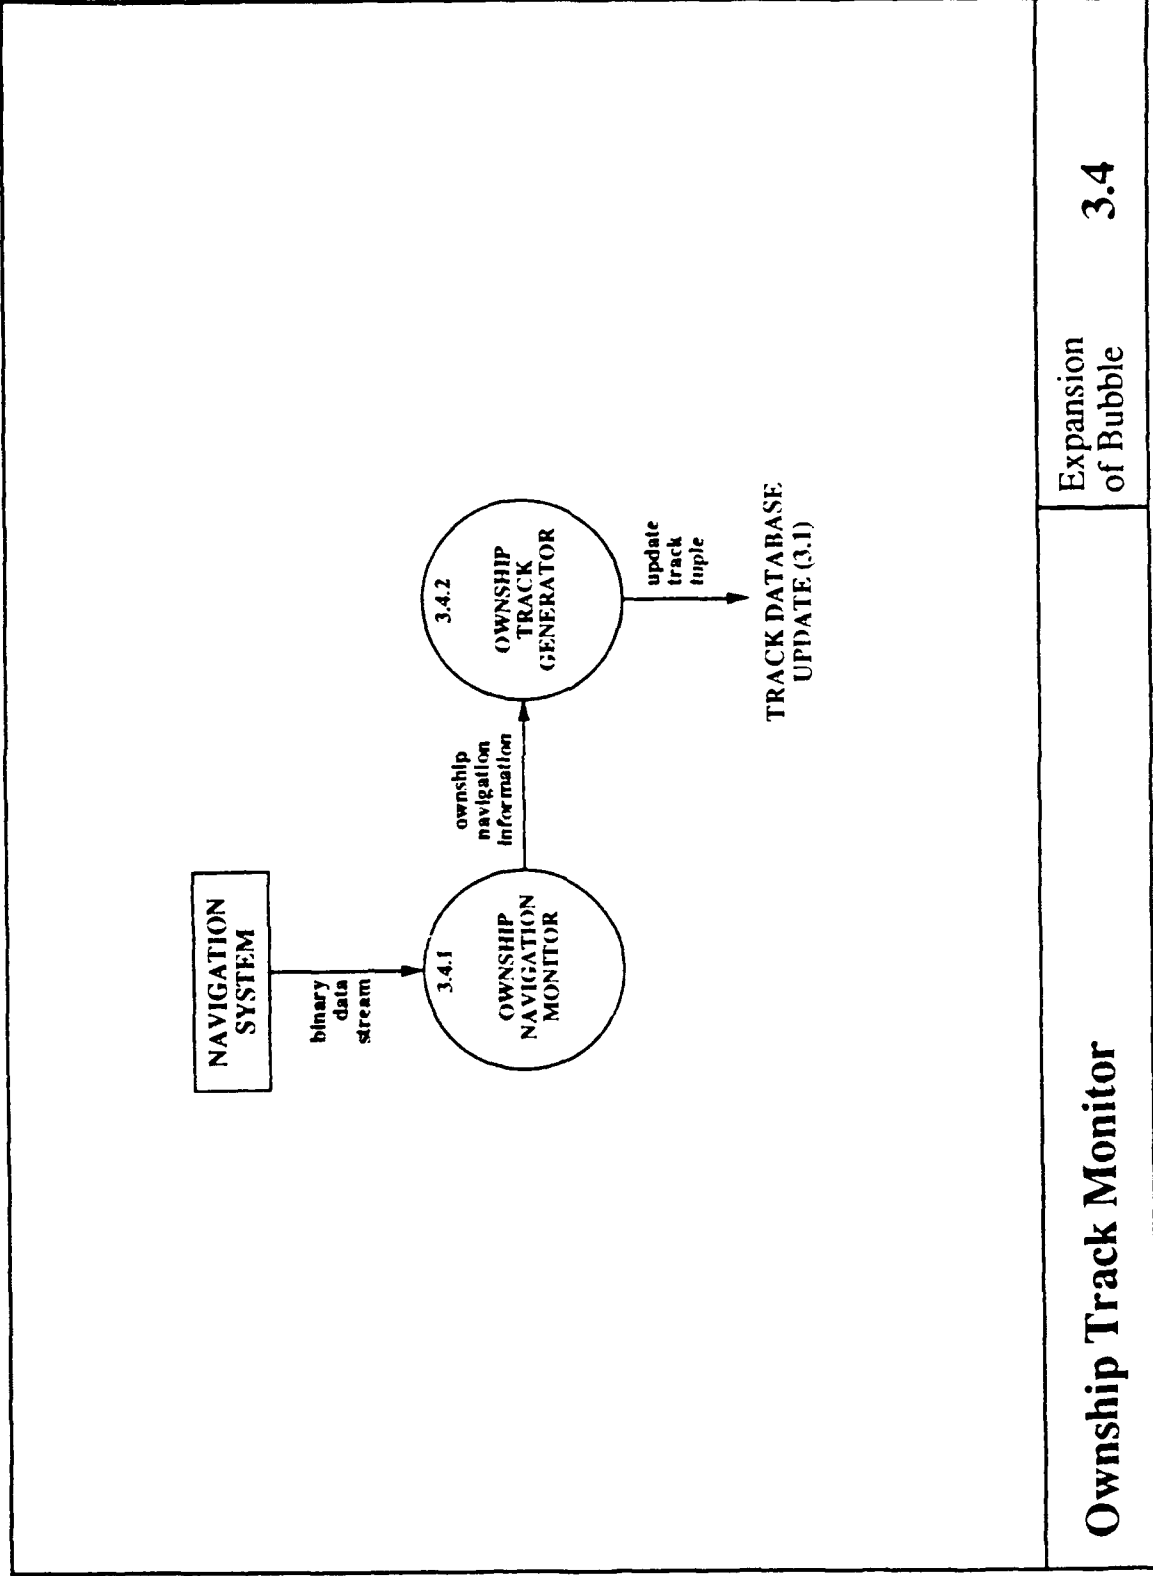 NAVIGATION
SYSTEM
binary
data
stream
3.4.1
OWNSHIP
NAVIGATION
MONITOR
ownship
navigation
information
3.4.2
OWNSHIP
TRACK
GENERATOR
update
track
tuple
TRACK DATABASE
UPDATE (3.1)
Ownship Track Monitor
Expansion
of Bubble
3.4